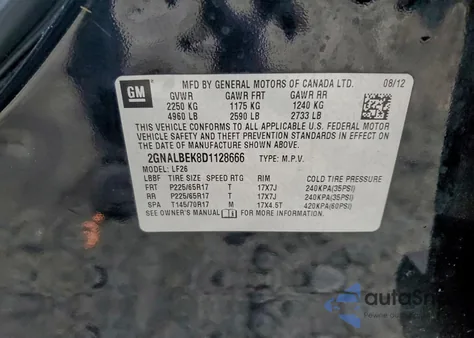 GM
MFD BY GENERAL MOTORS OF CANADA LTD. 08/12
GVWR GAWR FRT GAWR RR
2250 KG 1175 KG 1240 KG
4960 LB 2590 LB 2733 LB
THIS VEHICLE CONFORMS TO ALL APPLICABLE U.S. FEDERAL MOTOR
VEHICLE SAFETY AND THEFT PREVENTION STANDARDS IN EFFECT ON
THE DATE OF MANUFACTURE SHOWN ABOVE.
2GNALBEK8D1128666 TYPE: M.P.V.
MODEL: LF26
LBBF TIRE SIZE SPEED RTG RIM COLD TIRE PRESSURE
FRT P225/65R17 T 17X7J 240KPA(35PSI)
RR P225/65R17 T 17X7J 240KPA(35PSI)
SPA T145/70R17 M 17X4.5T 420KPA(60PSI)
SEE OWNER'S MANUAL FOR MORE INFORMATION